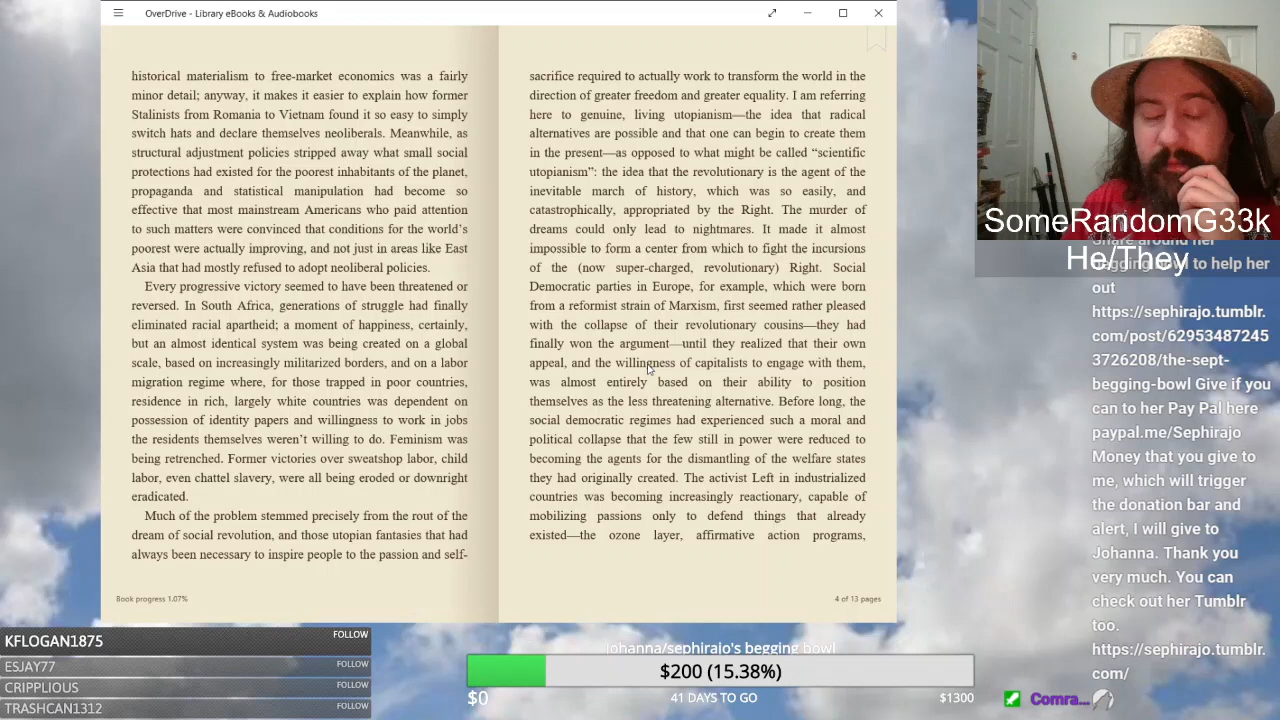 OverDrive - Library eBooks & Audiobooks
historical materialism to free-market economics was a fairly
minor detail; anyway, it makes it easier to explain how former
Stalinists from Romania to Vietnam found it so easy to simply
switch hats and declare themselves neoliberals. Meanwhile, as
structural adjustment policies stripped away what small social
protections had existed for the poorest inhabitants of the planet,
propaganda and statistical manipulation had become so
effective that most mainstream Americans who paid attention
to such matters were convinced that conditions for the world's
poorest were actually improving, and not just in areas like East
Asia that had mostly refused to adopt neoliberal policies.
Every progressive victory seemed to have been threatened or
reversed. In South Africa, generations of struggle had finally
eliminated racial apartheid; a moment of happiness, certainly,
but an almost identical system was being created on a global
scale, based on increasingly militarized borders, and on a labor
migration regime where, for those trapped in poor countries,
residence in rich, largely white countries was dependent on
possession of identity papers and willingness to work in jobs
the residents themselves weren't willing to do. Feminism was
being retrenched. Former victories over sweatshop labor, child
labor, even chattel slavery, were all being eroded or downright
eradicated.
Much of the problem stemmed precisely from the rout of the
dream of social revolution, and those utopian fantasies that had
always been necessary to inspire people to the passion and self-
Book progress 1.07%
sacrifice required to actually work to transform the world in the
direction of greater freedom and greater equality. I am referring
here to genuine, living utopianism—the idea that radical
alternatives are possible and that one can begin to create them
in the present—as opposed to what might be called “scientific
utopianism”: the idea that the revolutionary is the agent of the
inevitable march of history, which was so easily, and
catastrophically, appropriated by the Right. The murder of
dreams could only lead to nightmares. It made it almost
impossible to form a center from which to fight the incursions
of the (now super-charged, revolutionary) Right. Social
Democratic parties in Europe, for example, which were born
from a reformist strain of Marxism, first seemed rather pleased
with the collapse of their revolutionary cousins—they had
finally won the argument—until they realized that their own
appeal, and the willingness of capitalists to engage with them,
was almost entirely based on their ability to position
themselves as the less threatening alternative. Before long, the
social democratic regimes had experienced such a moral and
political collapse that the few still in power were reduced to
becoming the agents for the dismantling of the welfare states
they had originally created. The activist Left in industrialized
countries was becoming increasingly reactionary, capable of
mobilizing passions only to defend things that already
existed—the ozone layer, affirmative action programs,
4 of 13 pages
SomeRandomG33k
He/They
Share around her
begging bowl to help her
out
https://sephirajo.tumblr.
com/post/62953487245
3726208/the-sept-
begging-bowl Give if you
can to her Pay Pal here
paypal.me/Sephirajo
Money that you give to
me, which will trigger
the donation bar and
alert, I will give to
Johanna. Thank you
very much. You can
check out her Tumblr
too.
https://sephirajo.tumblr.
com/
Comra...
KFLOGAN1875 FOLLOW
ESJAY77 FOLLOW
CRIPPLIOUS FOLLOW
TRASHCAN1312 FOLLOW
Johanna/sephirajo's begging bowl
$200 (15.38%)
$0 41 DAYS TO GO $1300